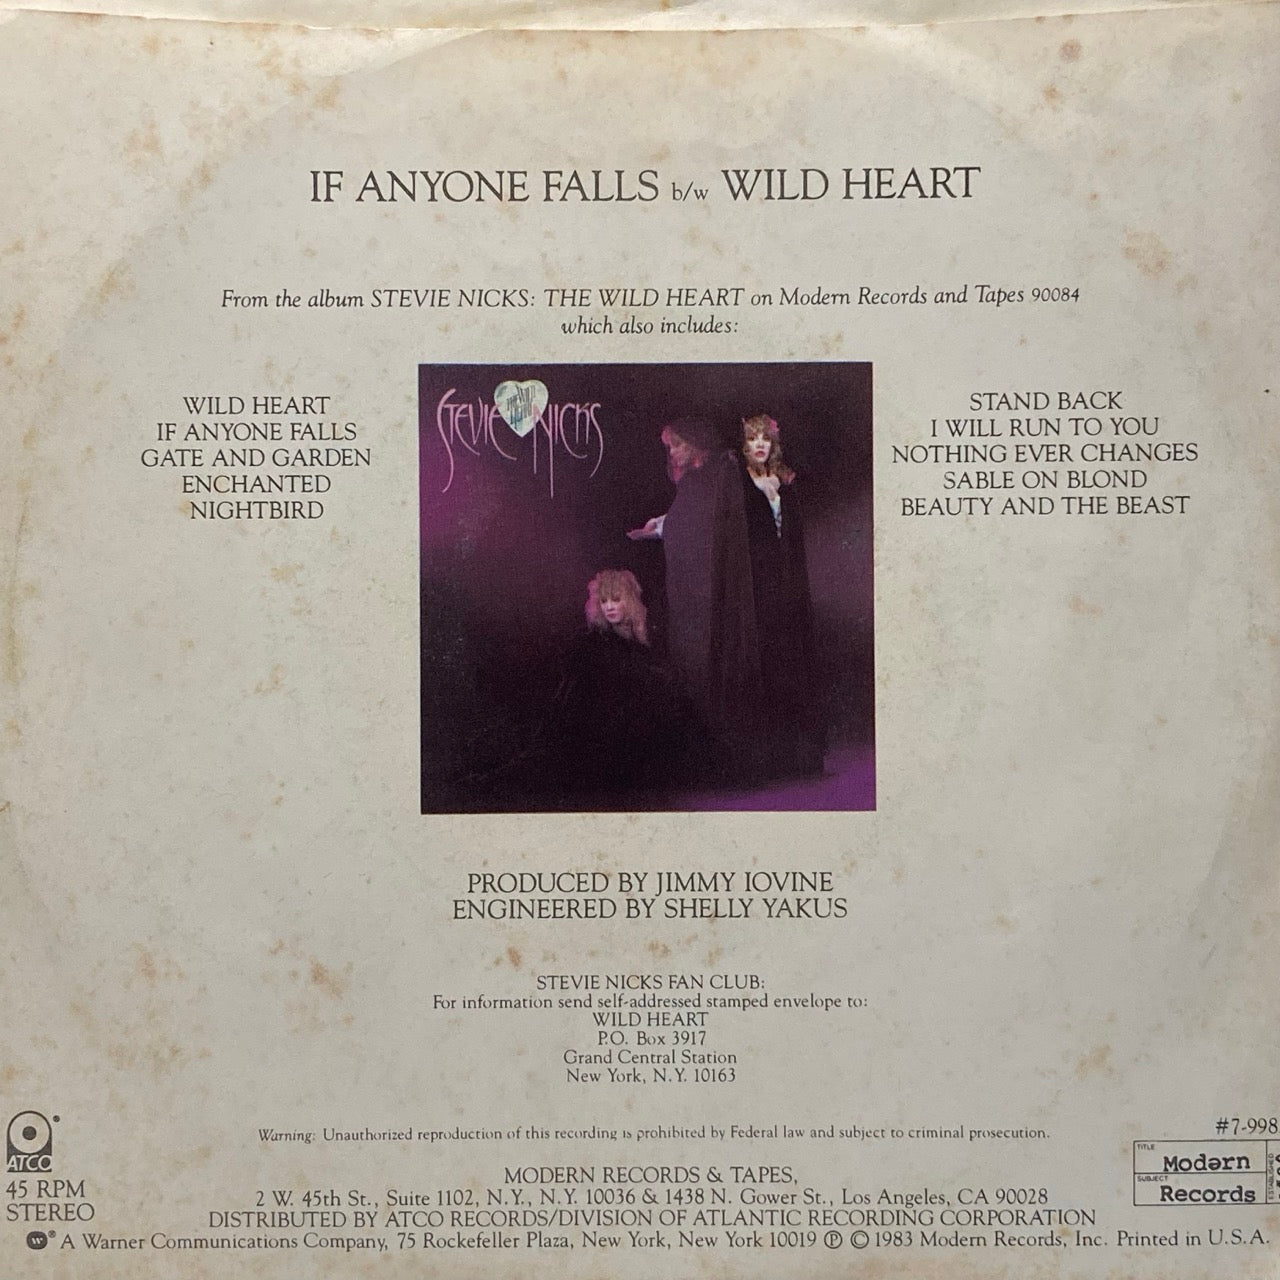 IF ANYONE FALLS b/w WILD HEART
From the album STEVIE NICKS: THE WILD HEART on Modern Records and Tapes 90084
which also includes:
WILD HEART
IF ANYONE FALLS
GATE AND GARDEN
ENCHANTED
NIGHTBIRD
STEVIE NICKS
THE WILD HEART
STAND BACK
I WILL RUN TO YOU
NOTHING EVER CHANGES
SABLE ON BLOND
BEAUTY AND THE BEAST
PRODUCED BY JIMMY IOVINE
ENGINEERED BY SHELLY YAKUS
STEVIE NICKS FAN CLUB:
For information send self-addressed stamped envelope to:
WILD HEART
P.O. Box 3917
Grand Central Station
New York, N.Y. 10163
Warning: Unauthorized reproduction of this recording is prohibited by Federal law and subject to criminal prosecution.
ATCO
45 RPM
STEREO
#7-998
TITLE
Modern
SUBJECT
Records
ESTABLISHED
MODERN RECORDS & TAPES,
2 W. 45th St., Suite 1102, N.Y., N.Y. 10036 & 1438 N. Gower St., Los Angeles, CA 90028
DISTRIBUTED BY ATCO RECORDS/DIVISION OF ATLANTIC RECORDING CORPORATION
® A Warner Communications Company, 75 Rockefeller Plaza, New York, New York 10019 ℗ © 1983 Modern Records, Inc. Printed in U.S.A.